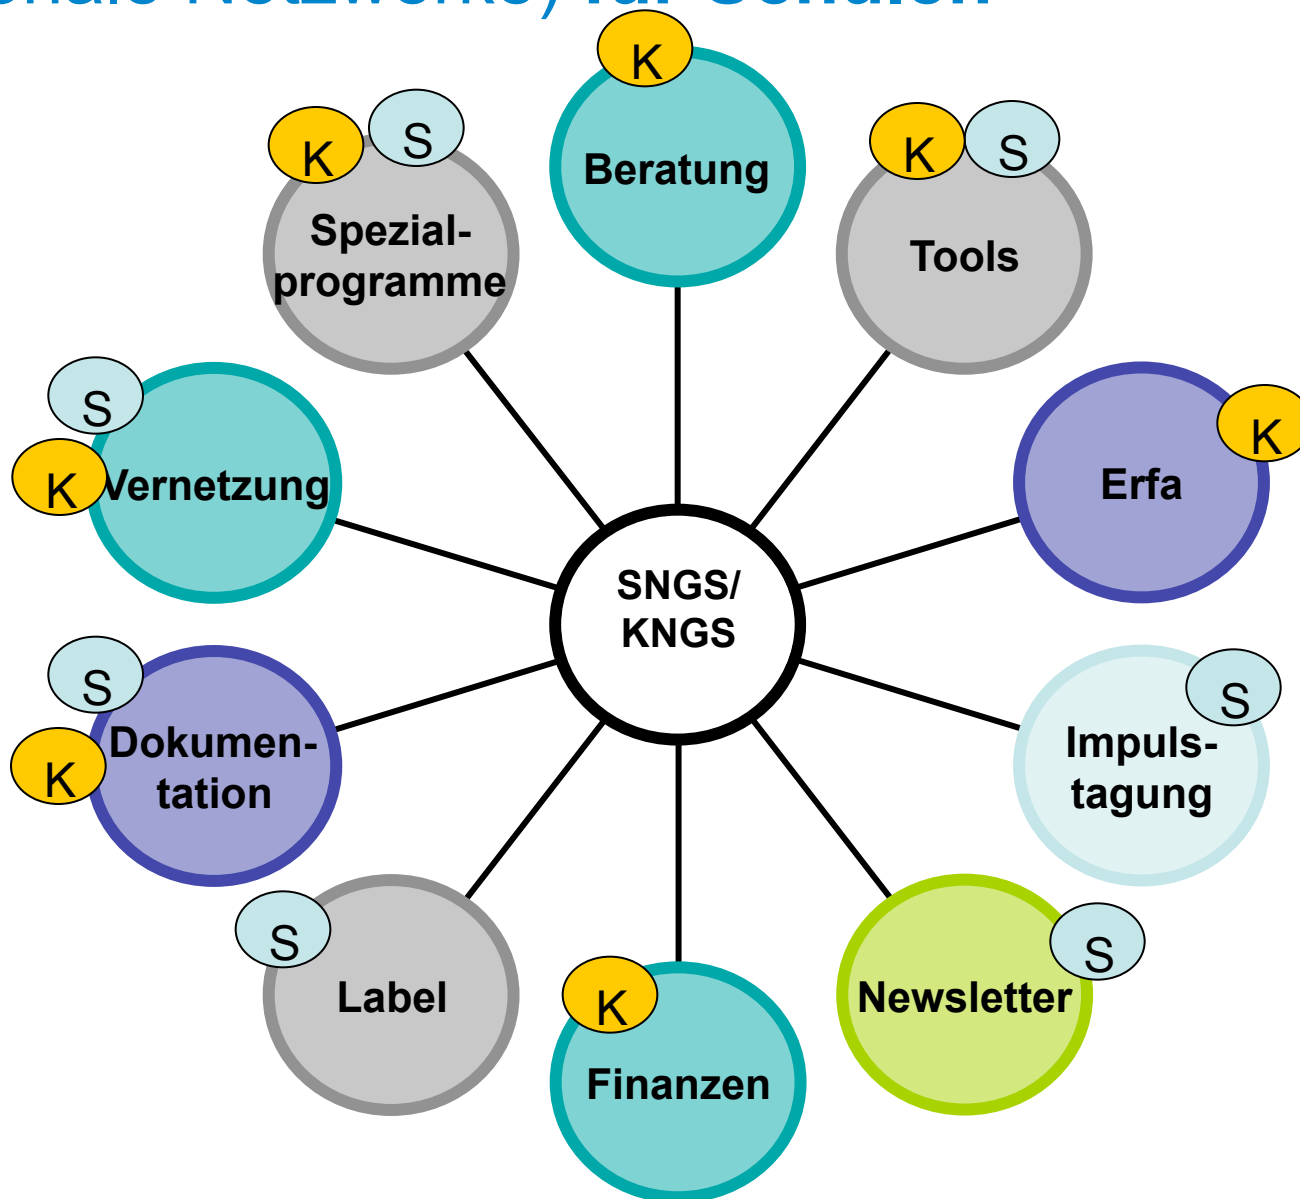 K
Beratung
K S
Spezial-
programme
K S
Tools
S
K
Vernetzung
K
Erfa
SNGS/
KNGS
S
K
Dokumen-
tation
S
Impuls-
tagung
S
Label
K
Finanzen
S
Newsletter